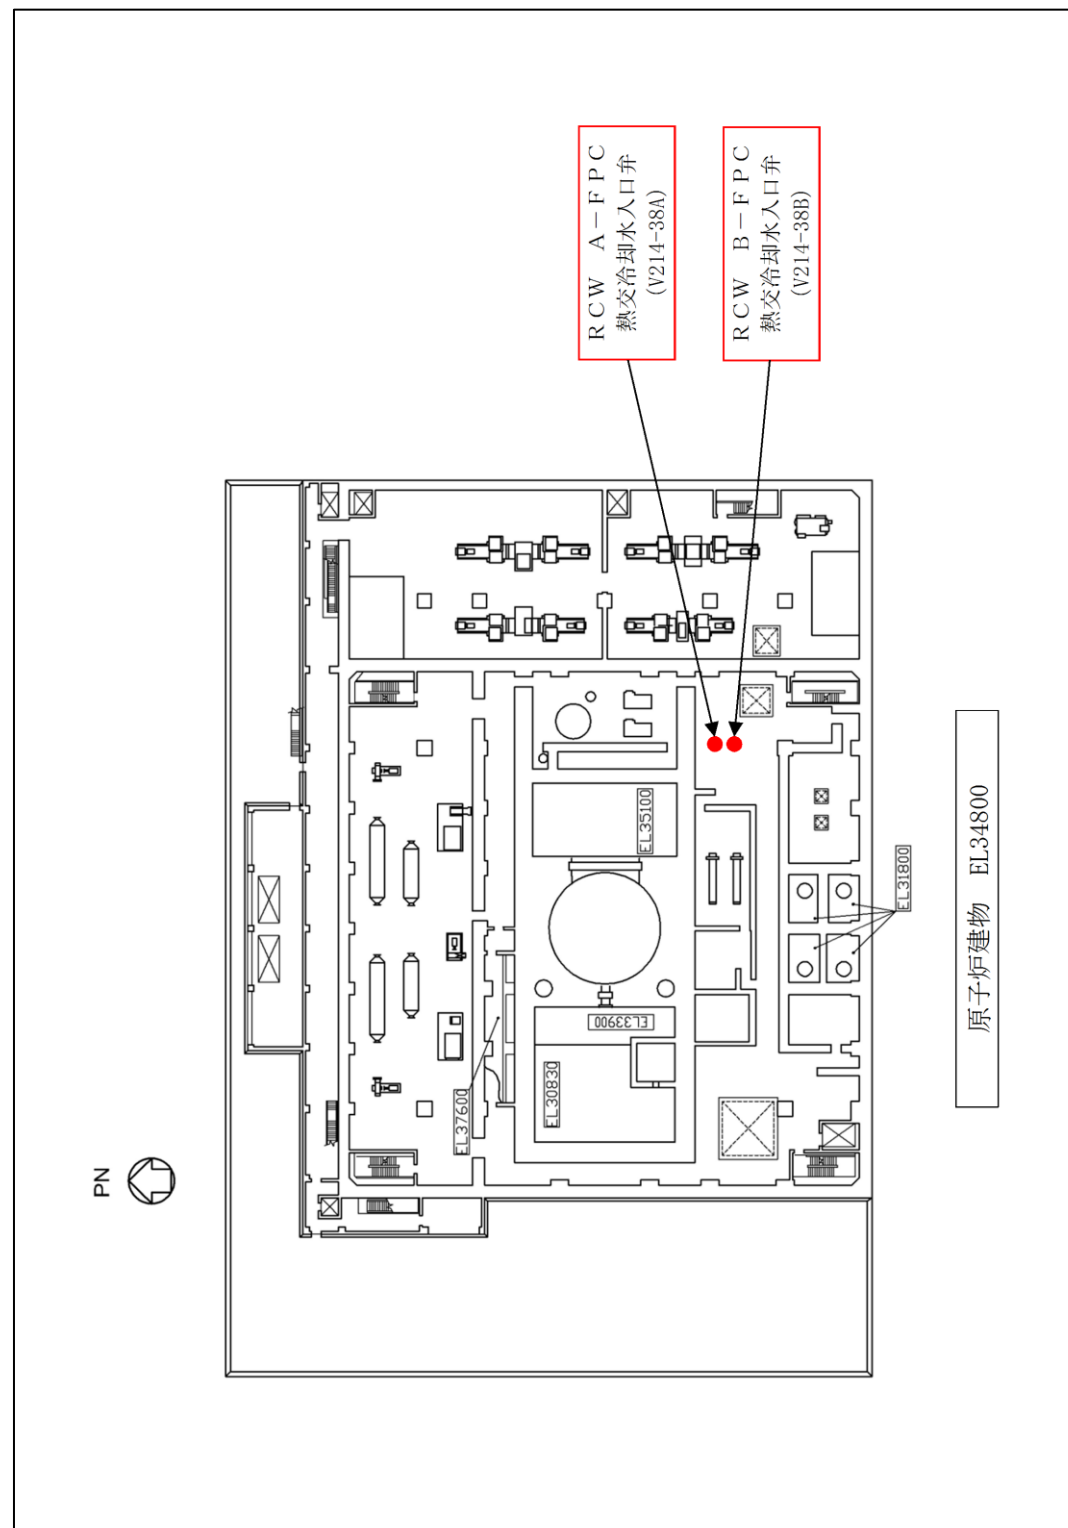 RCW A－FPC
熱交冷却水入口弁
(V214-38A)
RCW B－FPC
熱交冷却水入口弁
(V214-38B)
PN
EL35100
EL31800
EL33900
EL30830
EL37600
原子炉建物 EL34800